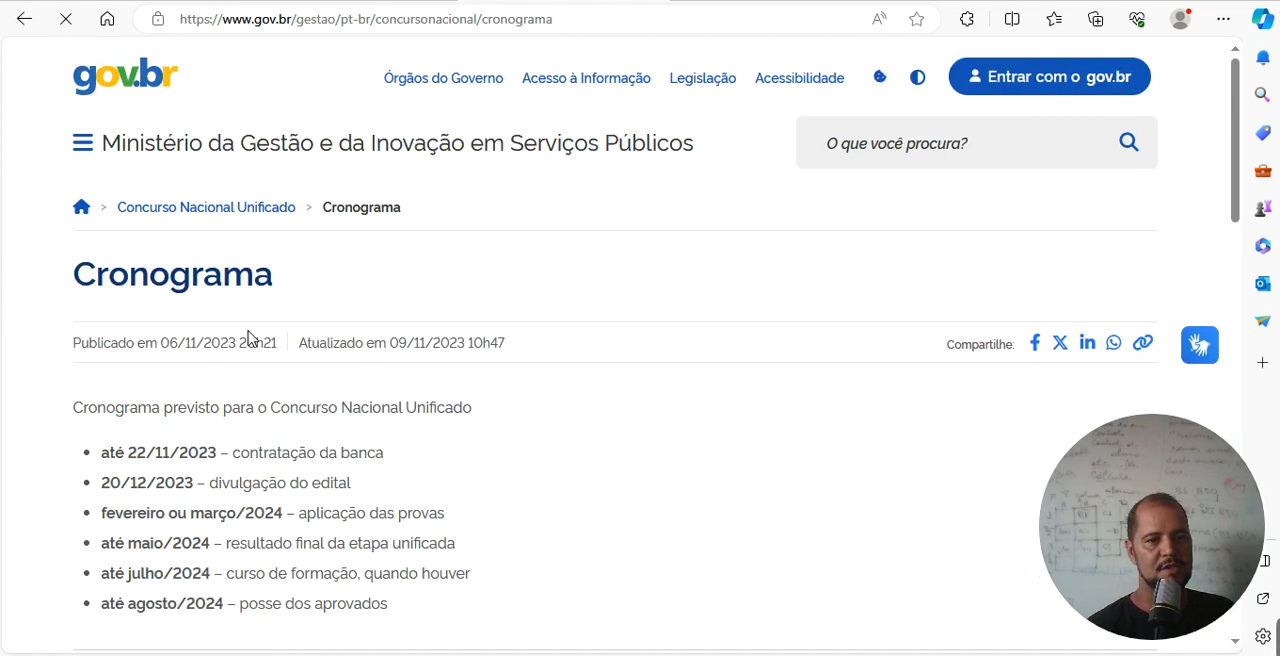 https://www.gov.br/gestao/pt-br/concursonacional/cronograma
gov.br
Órgãos do Governo
Acesso à Informação
Legislação
Acessibilidade
Entrar com o gov.br
Ministério da Gestão e da Inovação em Serviços Públicos
O que você procura?
> Concurso Nacional Unificado > Cronograma
Cronograma
Publicado em 06/11/2023
Atualizado em 09/11/2023 10h47
Compartilhe:
Cronograma previsto para o Concurso Nacional Unificado
• até 22/11/2023 – contratação da banca
• 20/12/2023 – divulgação do edital
• fevereiro ou março/2024 – aplicação das provas
• até maio/2024 – resultado final da etapa unificada
• até julho/2024 – curso de formação, quando houver
• até agosto/2024 – posse dos aprovados